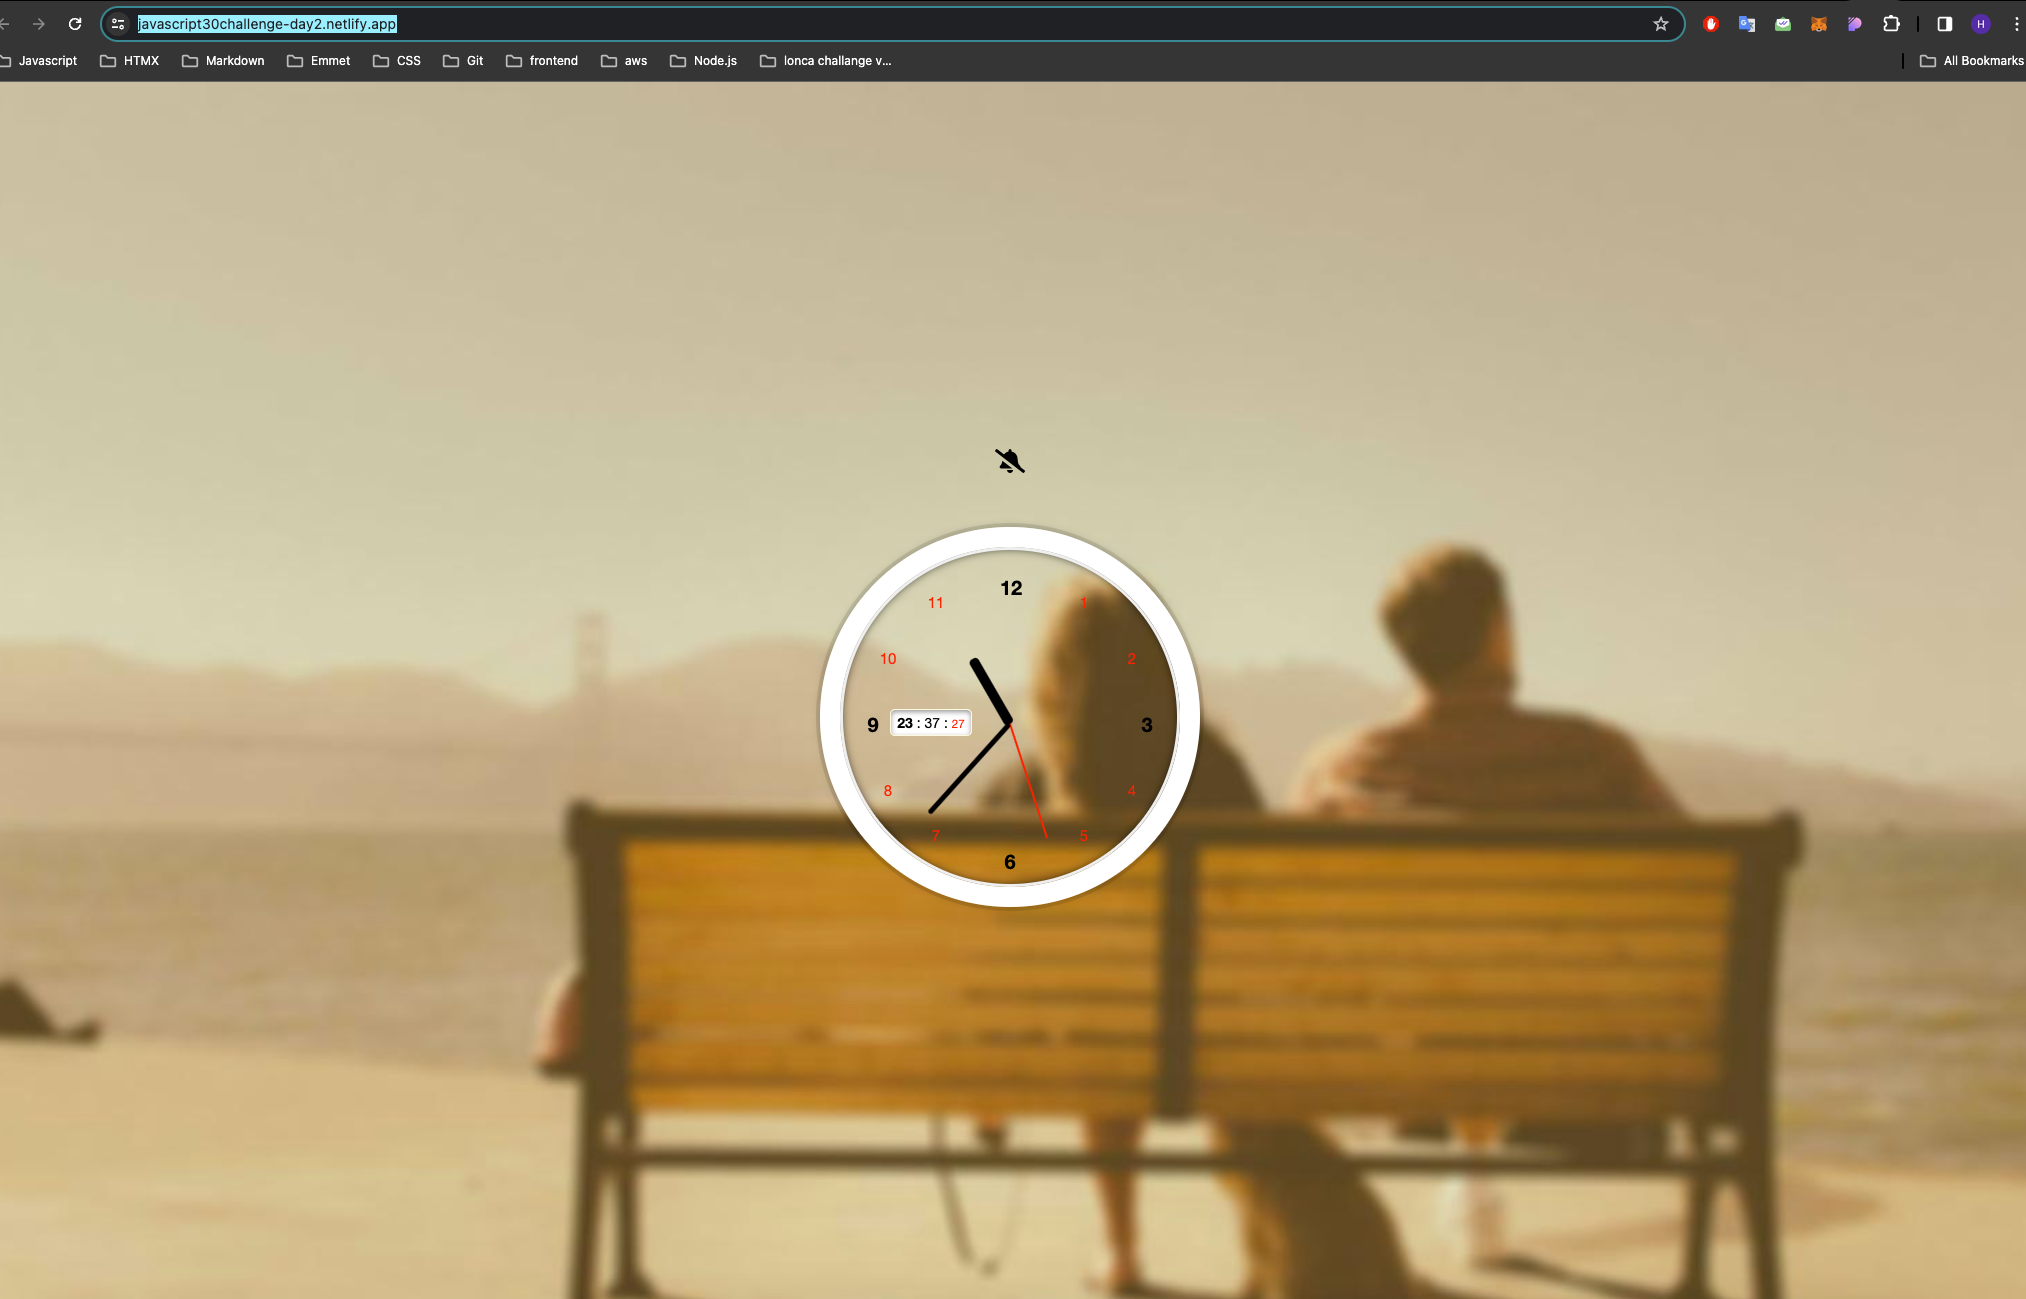 javascript30challenge-day2.netlify.app
H
Javascript HTMX Markdown Emmet CSS Git frontend aws Node.js lonca challange v... All Bookmarks
12
11 1
10 2
9 23 : 37 : 27 3
8 4
7 5
6